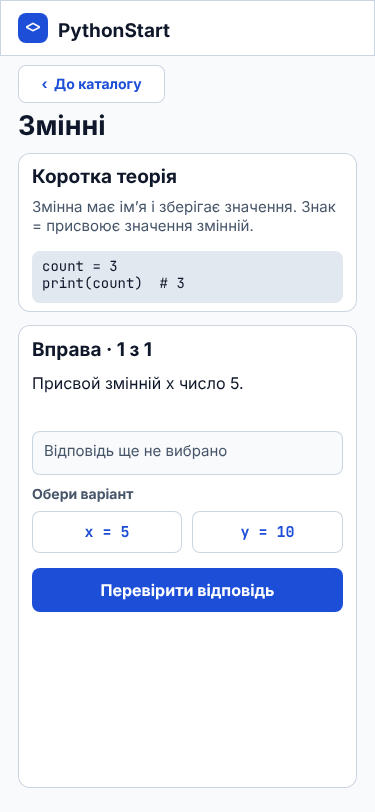 <> PythonStart
‹ До каталогу
Змінні
Коротка теорія
Змінна має ім’я і зберігає значення. Знак
= присвоює значення змінній.
count = 3
print(count)  # 3
Вправа · 1 з 1
Присвой змінній x число 5.
Відповідь ще не вибрано
Обери варіант
x = 5
y = 10
Перевірити відповідь